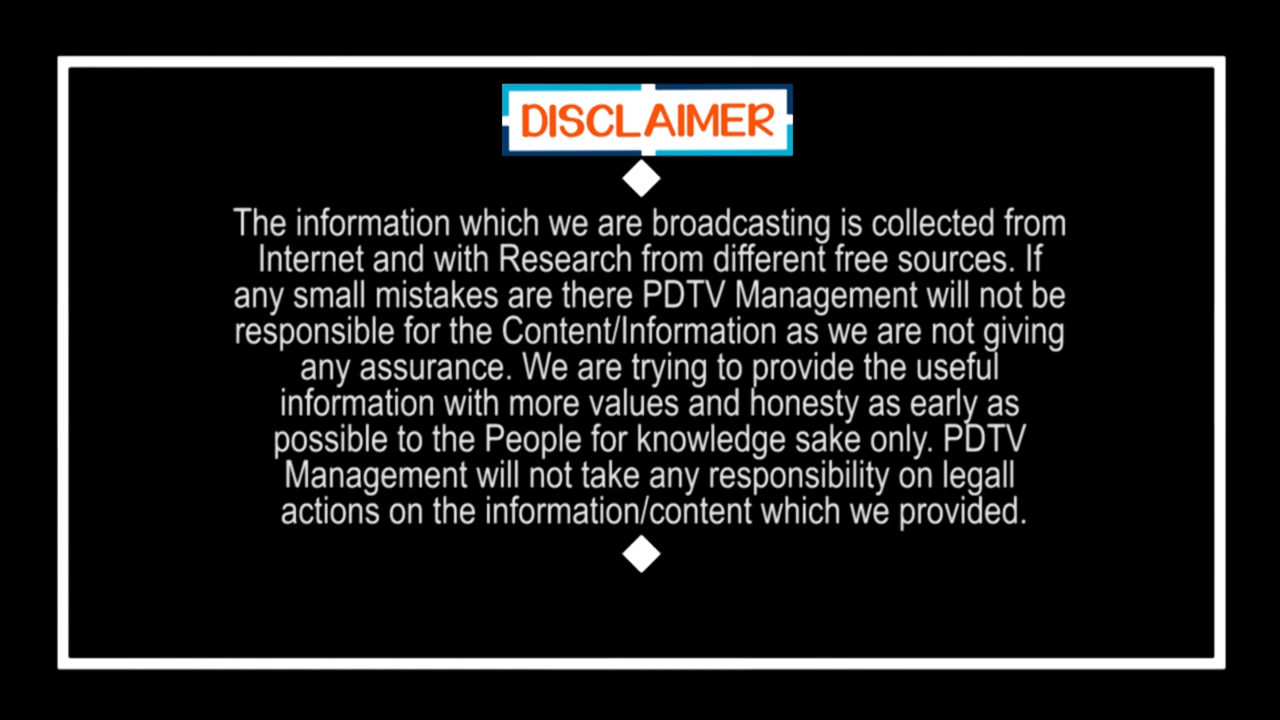 DISCLAIMER
The information which we are broadcasting is collected from
Internet and with Research from different free sources. If
any small mistakes are there PDTV Management will not be
responsible for the Content/Information as we are not giving
any assurance. We are trying to provide the useful
information with more values and honesty as early as
possible to the People for knowledge sake only. PDTV
Management will not take any responsibility on legall
actions on the information/content which we provided.